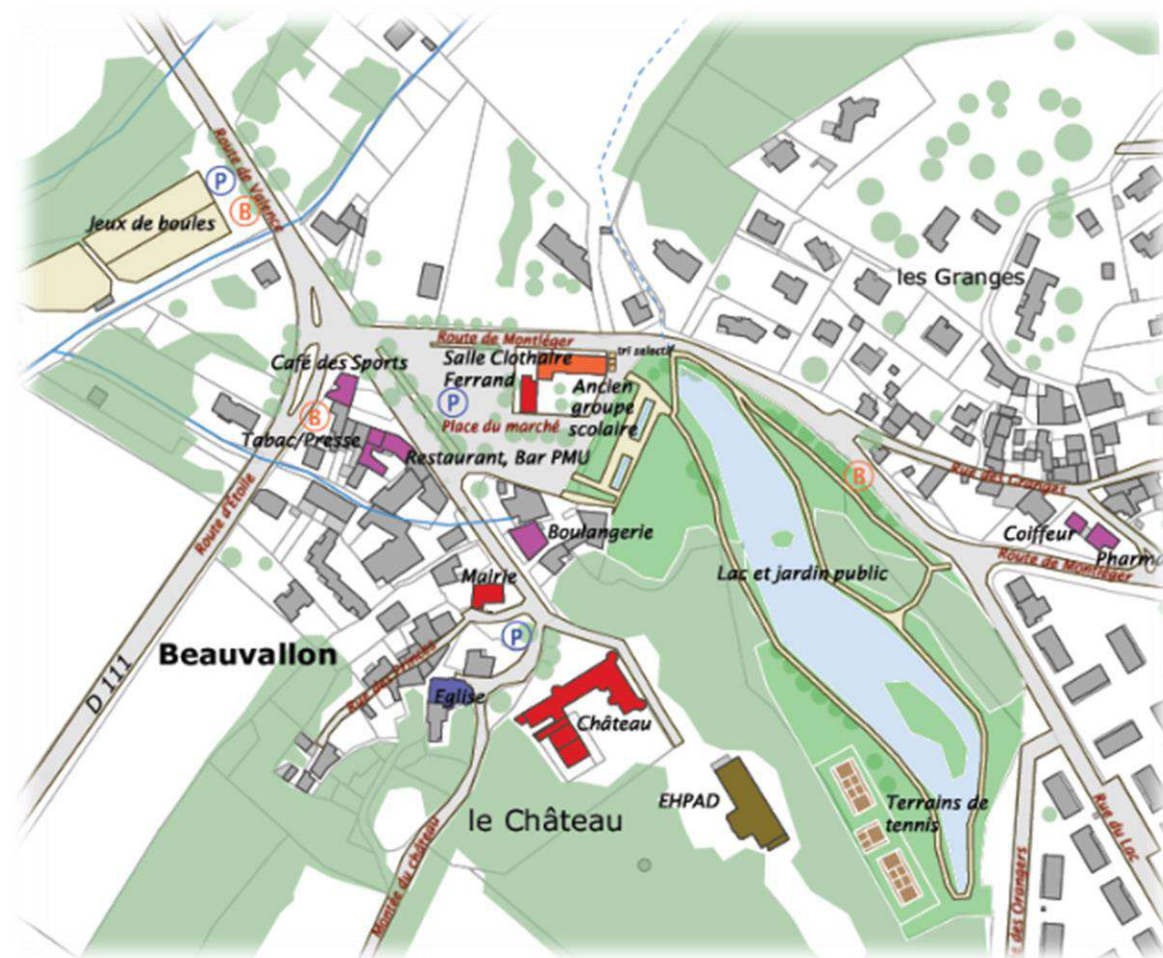 Route de Valence
P
B
Jeux de boules
les Granges
Route de Montléger
tri selectif
Salle Clothaire
Ferrand
Café des Sports
Ancien
groupe
scolaire
P
Place du marché
B
Tabac/Presse
Restaurant, Bar PMU
B
Rue des Granges
Route d'Etoile
Boulangerie
Coiffeur
Pharm
Route de Montléger
Mairie
Lac et jardin public
P
Beauvallon
Rue des Princes
D 111
Eglise
Château
EHPAD
Terrains de
tennis
le Château
Rue du Lac
Montée du château
e des Orangers